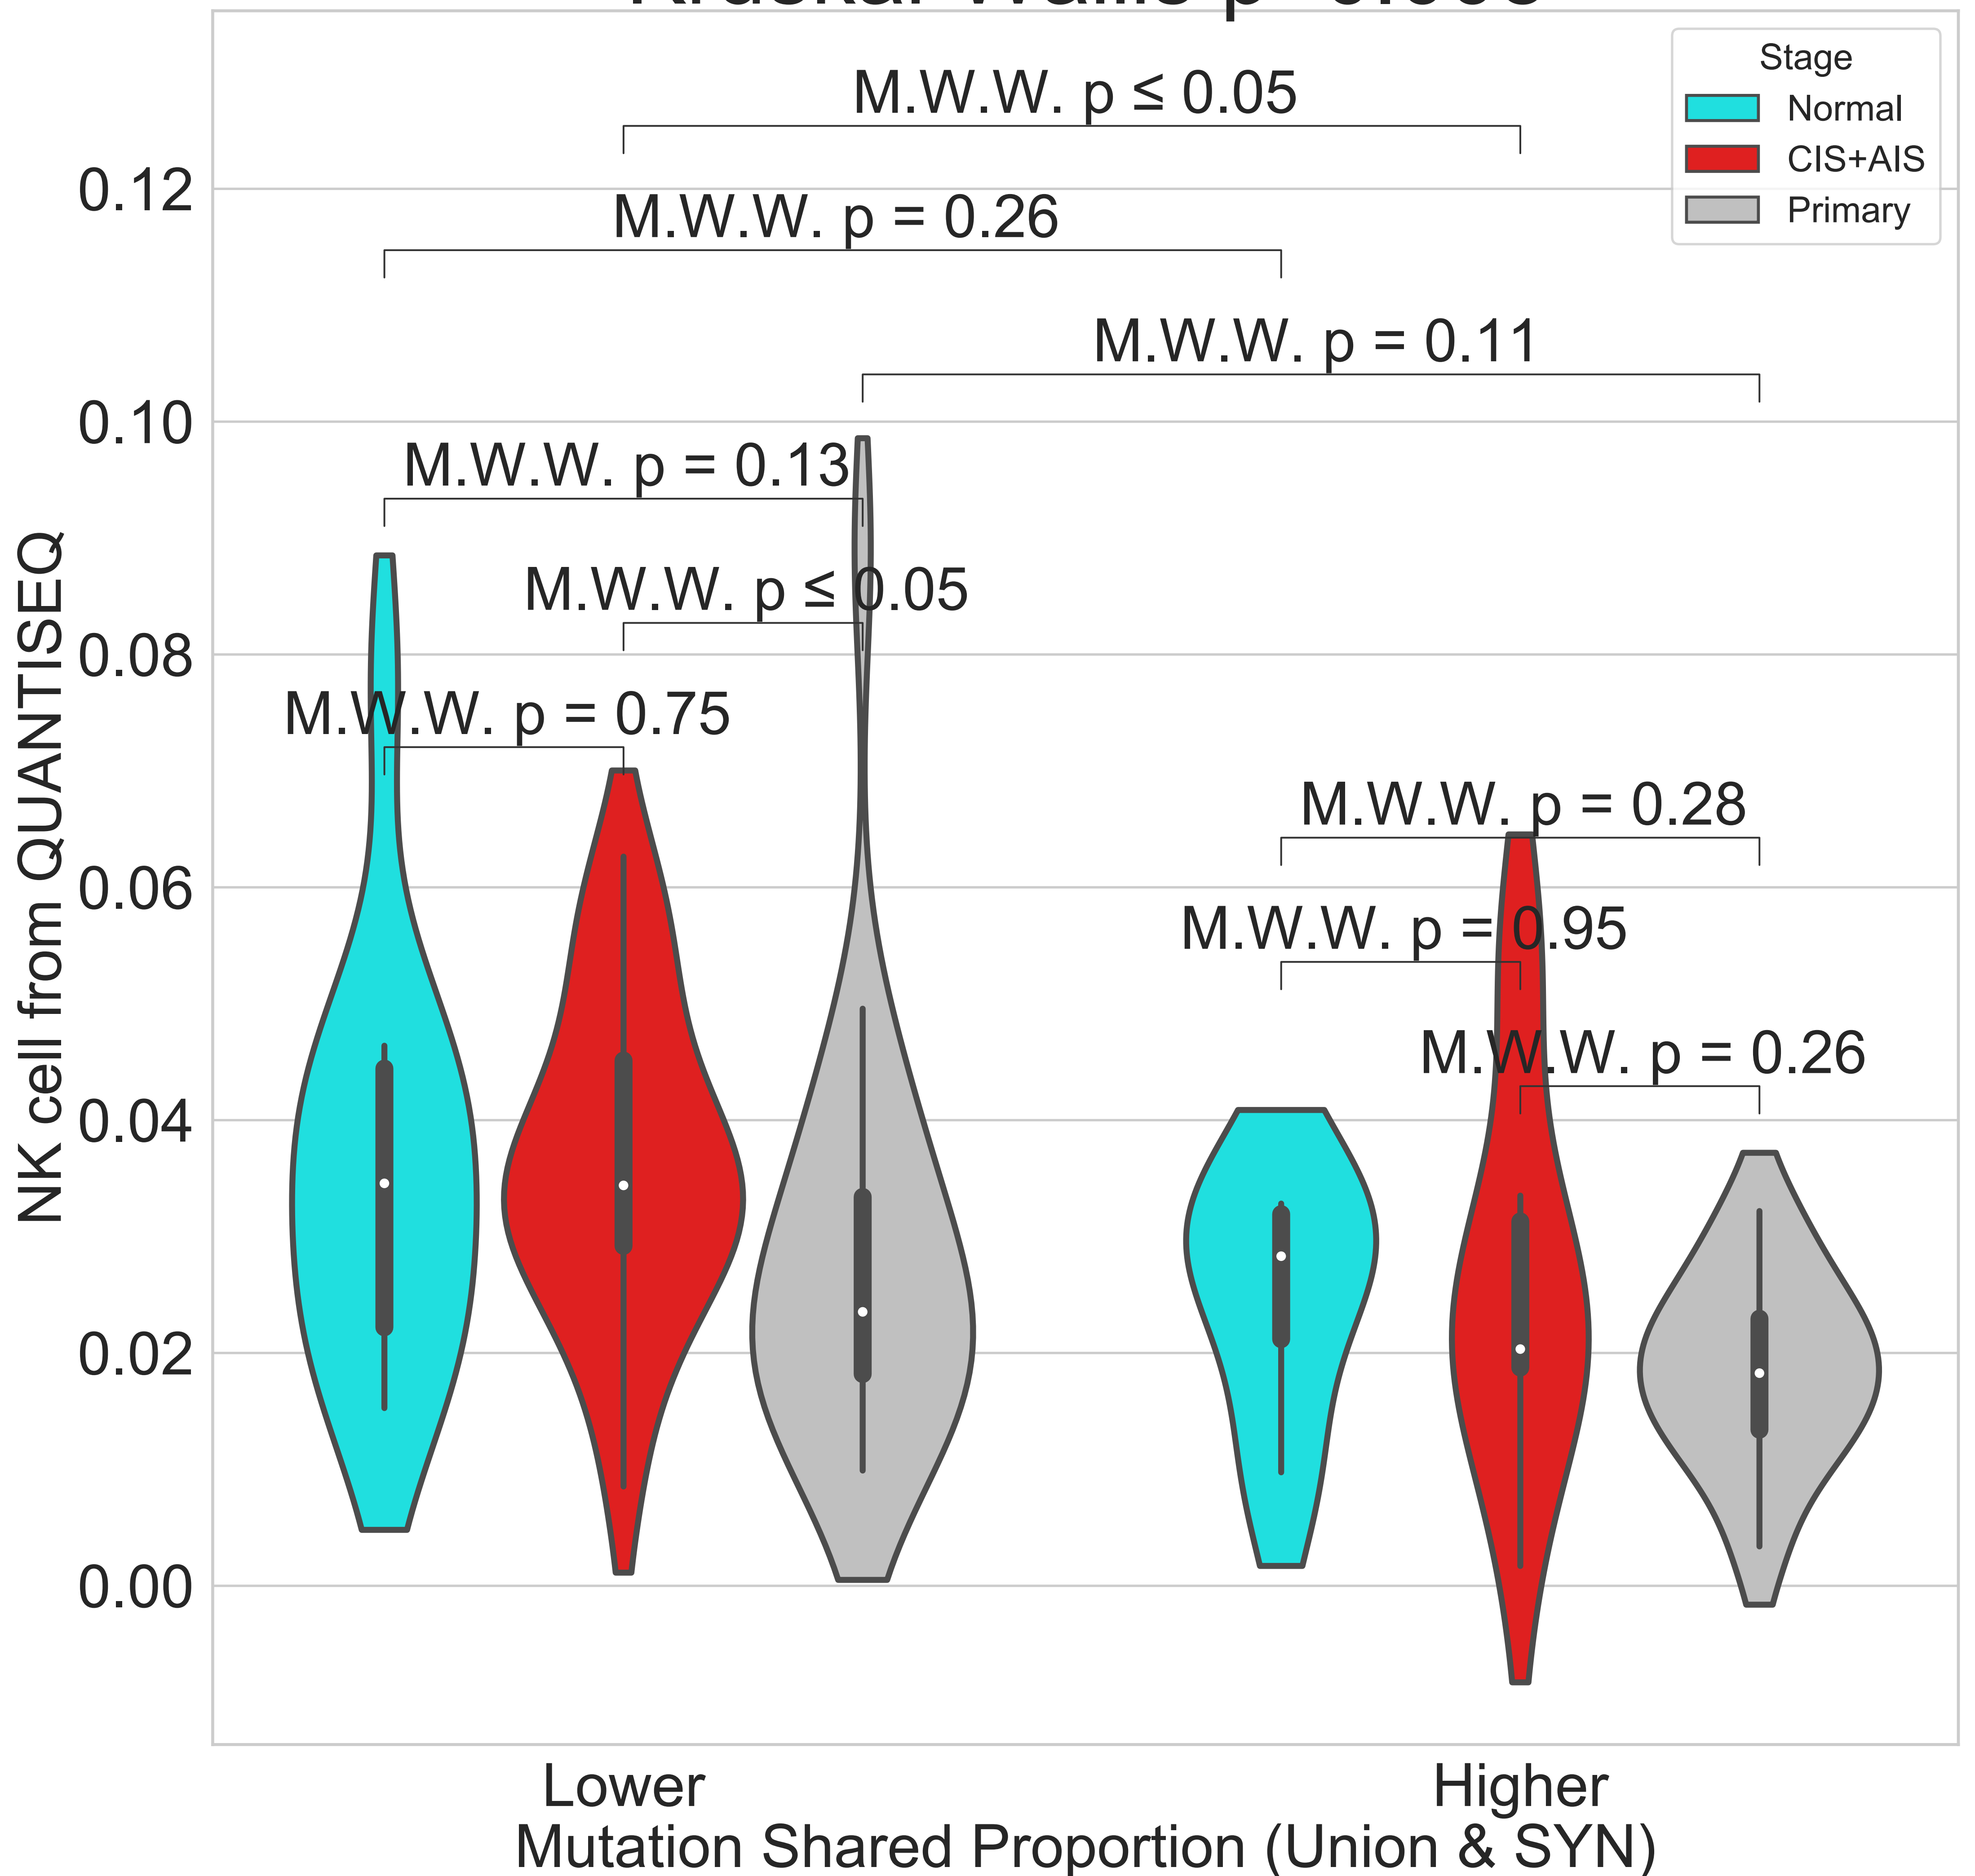 Stage
Normal
CIS+AIS
Primary
M.W.W. p ≤ 0.05
0.12
M.W.W. p = 0.26
M.W.W. p = 0.11
0.10
M.W.W. p = 0.13
M.W.W. p ≤ 0.05
0.08
M.W.W. p = 0.75
M.W.W. p = 0.28
0.06
M.W.W. p = 0.95
M.W.W. p = 0.26
0.04
0.02
0.00
NK cell from QUANTISEQ
Lower
Higher
Mutation Shared Proportion (Union & SYN)